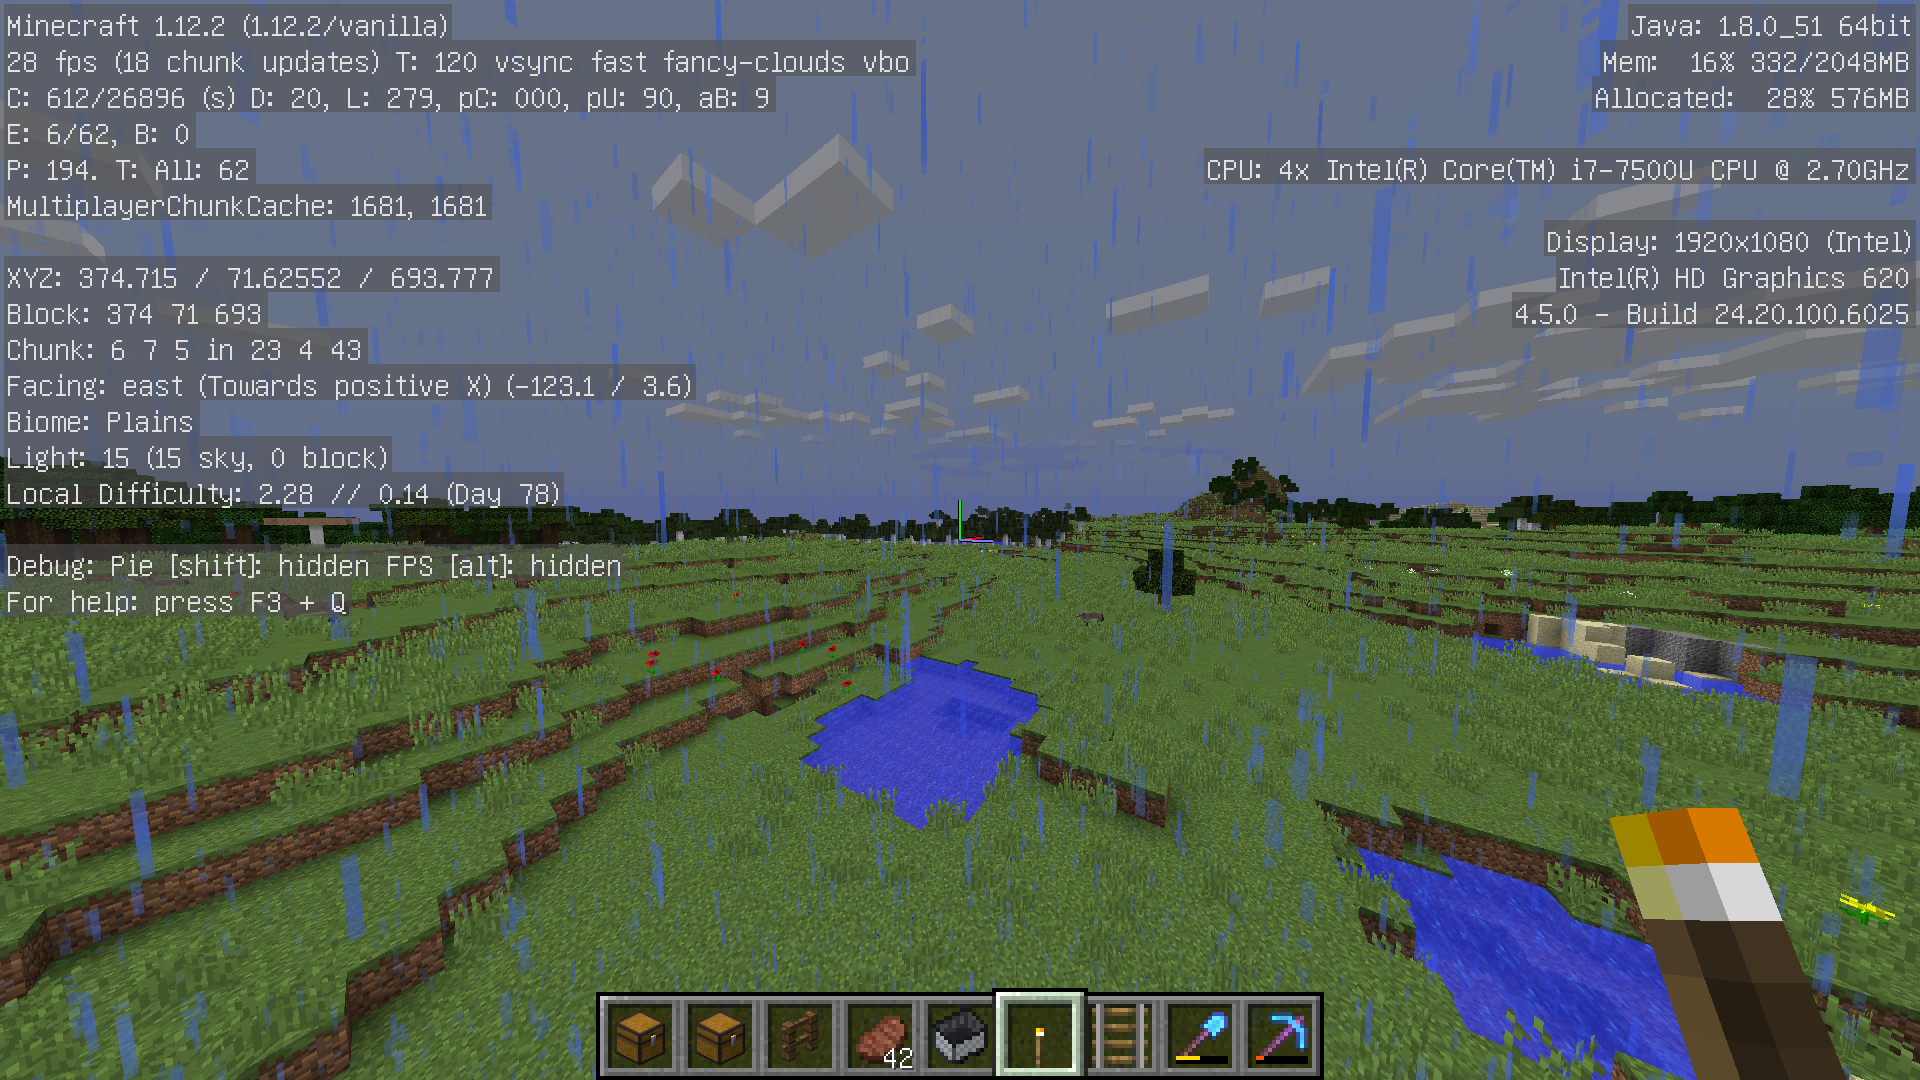 Minecraft 1.12.2 (1.12.2/vanilla)
28 fps (18 chunk updates) T: 120 vsync fast fancy-clouds vbo
C: 612/26896 (s) D: 20, L: 279, pC: 000, pU: 90, aB: 9
E: 6/62, B: 0
P: 194. T: All: 62
MultiplayerChunkCache: 1681, 1681
XYZ: 374.715 / 71.62552 / 693.777
Block: 374 71 693
Chunk: 6 7 5 in 23 4 43
Facing: east (Towards positive X) (-123.1 / 3.6)
Biome: Plains
Light: 15 (15 sky, 0 block)
Local Difficulty: 2.28 // 0.14 (Day 78)
Debug: Pie [shift]: hidden FPS [alt]: hidden
For help: press F3 + Q
Java: 1.8.0_51 64bit
Mem: 16% 332/2048MB
Allocated: 28% 576MB
CPU: 4x Intel(R) Core(TM) i7-7500U CPU @ 2.70GHz
Display: 1920x1080 (Intel)
Intel(R) HD Graphics 620
4.5.0 - Build 24.20.100.6025
42